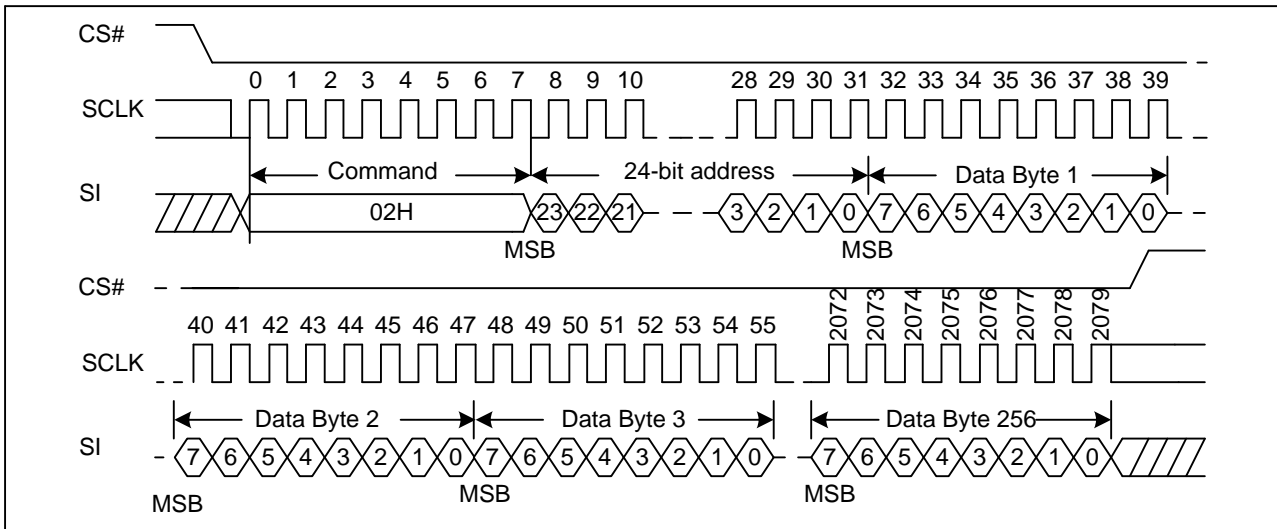 CS#
0 1 2 3 4 5 6 7 8 9 10 28 29 30 31 32 33 34 35 36 37 38 39
SCLK
Command 24-bit address Data Byte 1
SI
02H 23 22 21 3 2 1 0 7 6 5 4 3 2 1 0
MSB MSB
CS#
40 41 42 43 44 45 46 47 48 49 50 51 52 53 54 55 2072 2073 2074 2075 2076 2077 2078 2079
SCLK
Data Byte 2 Data Byte 3 Data Byte 256
SI
7 6 5 4 3 2 1 0 7 6 5 4 3 2 1 0 7 6 5 4 3 2 1 0
MSB MSB MSB